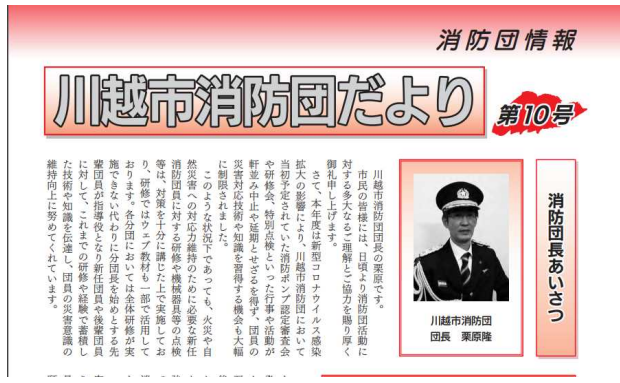 消防団情報
川越市消防団だより
第10号
消防団長あいさつ
川越市消防団
団長　栗原隆
川越市消防団団長の栗原です。
市民の皆様には、日頃より消防団活動に
対する多大なるご理解とご協力を賜り厚く
御礼申し上げます。
さて、本年度は新型コロナウイルス感染
拡大の影響により、川越市消防団において
当初予定されていた消防ポンプ認定審査会
や研修会、特別点検といった行事や活動が
軒並み中止や延期とせざるを得ず、団員の
災害対応技術や知識を習得する機会も大幅
に制限されました。
このような状況下であっても、火災や自
然災害への対応力維持のために必要な新任
消防団員に対する研修や機械器具等の点検
等は、対策を十分に講じた上で実施してお
り、研修ではウェブ教材も一部で活用して
おります。各分団においては全体研修が実
施できない代わりに分団長を始めとする先
輩団員が指導役となり新任団員や後輩団員
に対して、これまでの研修や経験で蓄積し
た技術や知識を伝達し、団員の災害意識の
維持向上に努めてくれています。